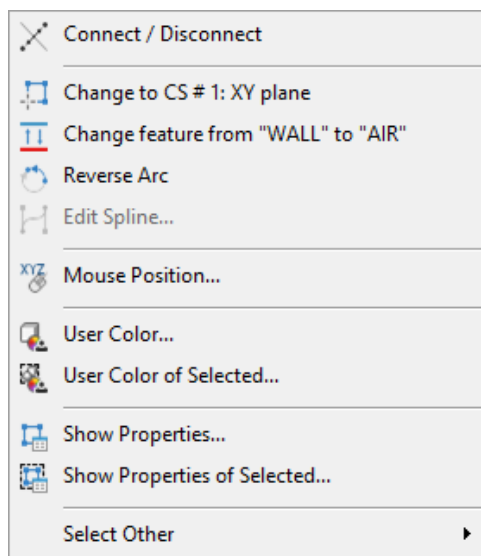 Connect / Disconnect
Change to CS # 1: XY plane
Change feature from "WALL" to "AIR"
Reverse Arc
Edit Spline...
XYZ
Mouse Position...
User Color...
User Color of Selected...
Show Properties...
Show Properties of Selected...
Select Other